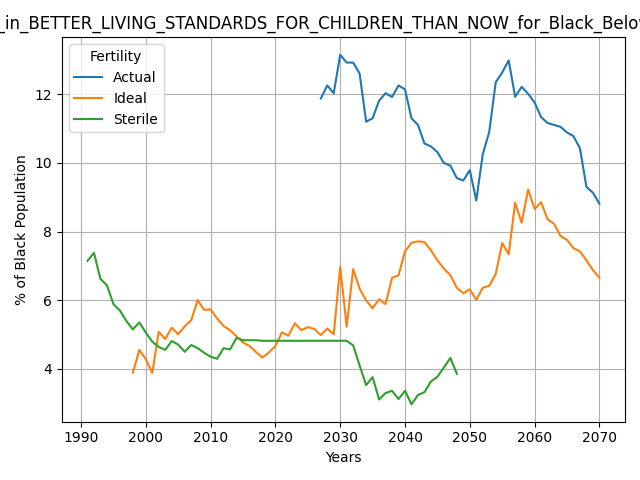 _in_BETTER_LIVING_STANDARDS_FOR_CHILDREN_THAN_NOW_for_Black_Belo
Fertility
Actual
Ideal
Sterile
% of Black Population
12
10
8
6
4
1990 2000 2010 2020 2030 2040 2050 2060 2070
Years